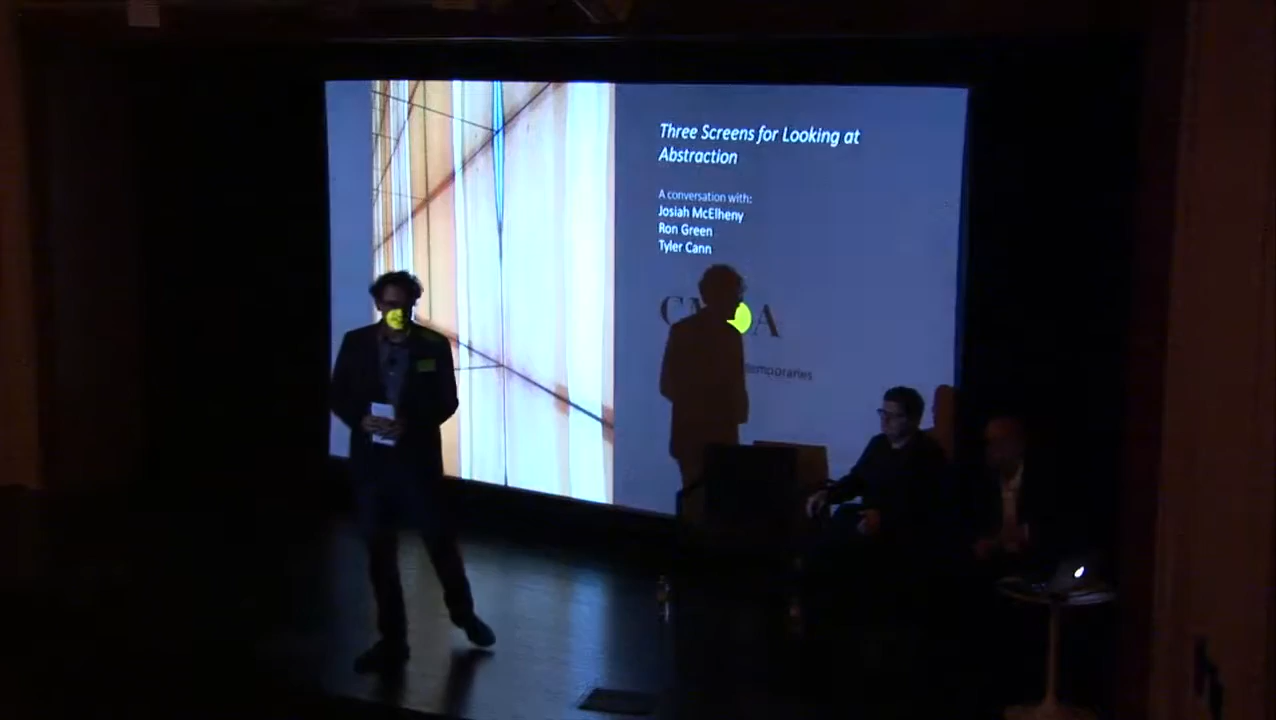 Three Screens for Looking at
Abstraction
A conversation with:
Josiah McElheny
Ron Green
Tyler Cann